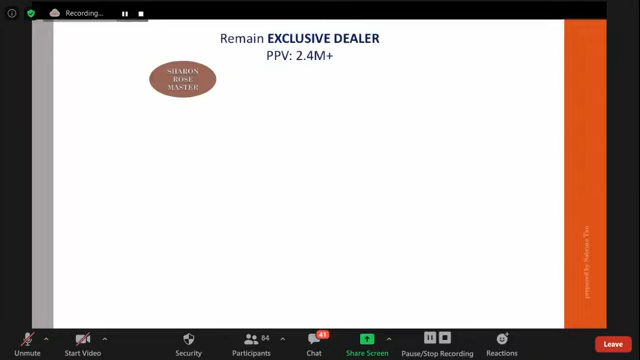 Recording...
Remain EXCLUSIVE DEALER
PPV: 2.4M+
SHARON
ROSE
MASTER
Unmute
Start Video
Security
84
Participants
41
Chat
Share Screen
Pause/Stop Recording
Reactions
Leave